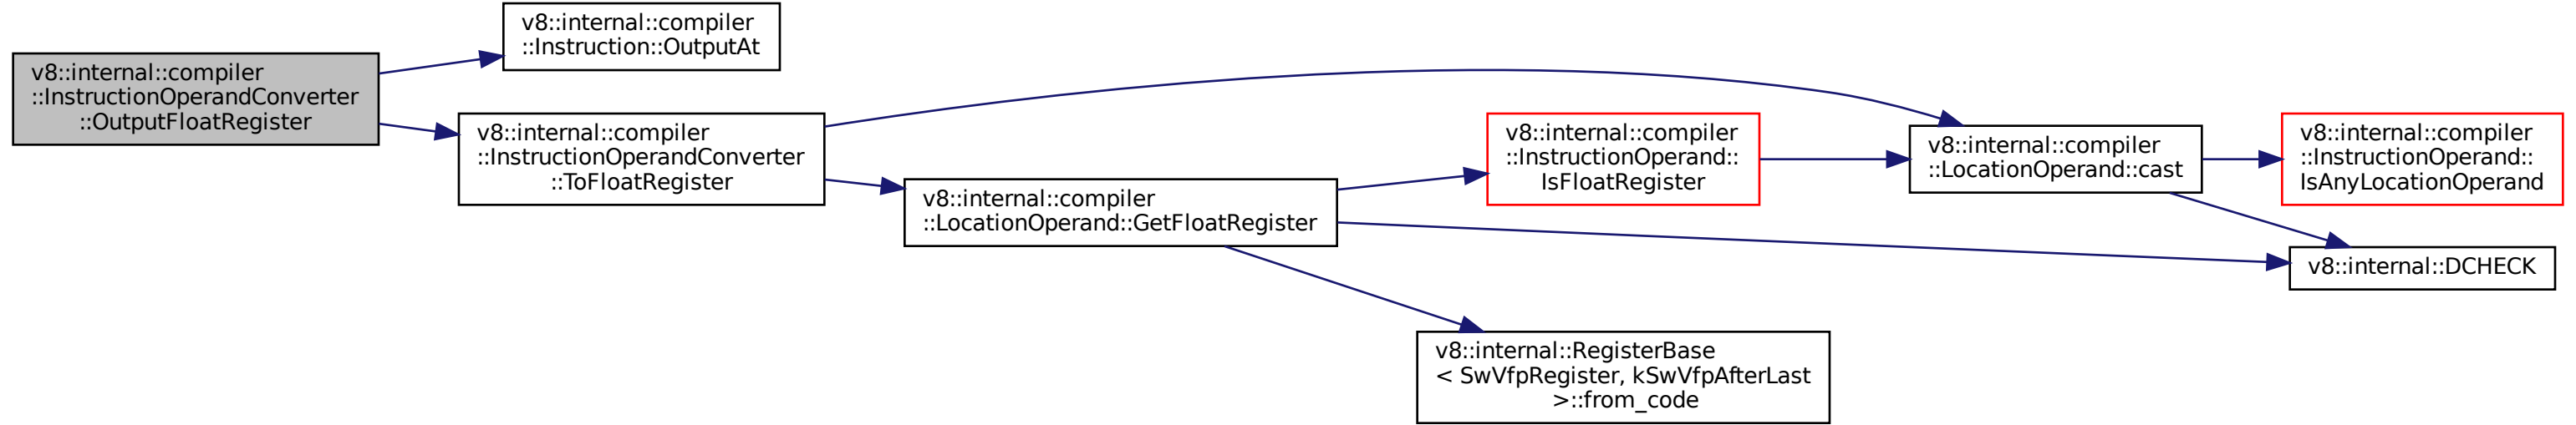 v8::internal::compiler
::InstructionOperandConverter
::OutputFloatRegister
v8::internal::compiler
::Instruction::OutputAt
v8::internal::compiler
::InstructionOperandConverter
::ToFloatRegister
v8::internal::compiler
::LocationOperand::GetFloatRegister
v8::internal::compiler
::InstructionOperand::
IsFloatRegister
v8::internal::RegisterBase
< SwVfpRegister, kSwVfpAfterLast
>::from_code
v8::internal::compiler
::LocationOperand::cast
v8::internal::compiler
::InstructionOperand::
IsAnyLocationOperand
v8::internal::DCHECK